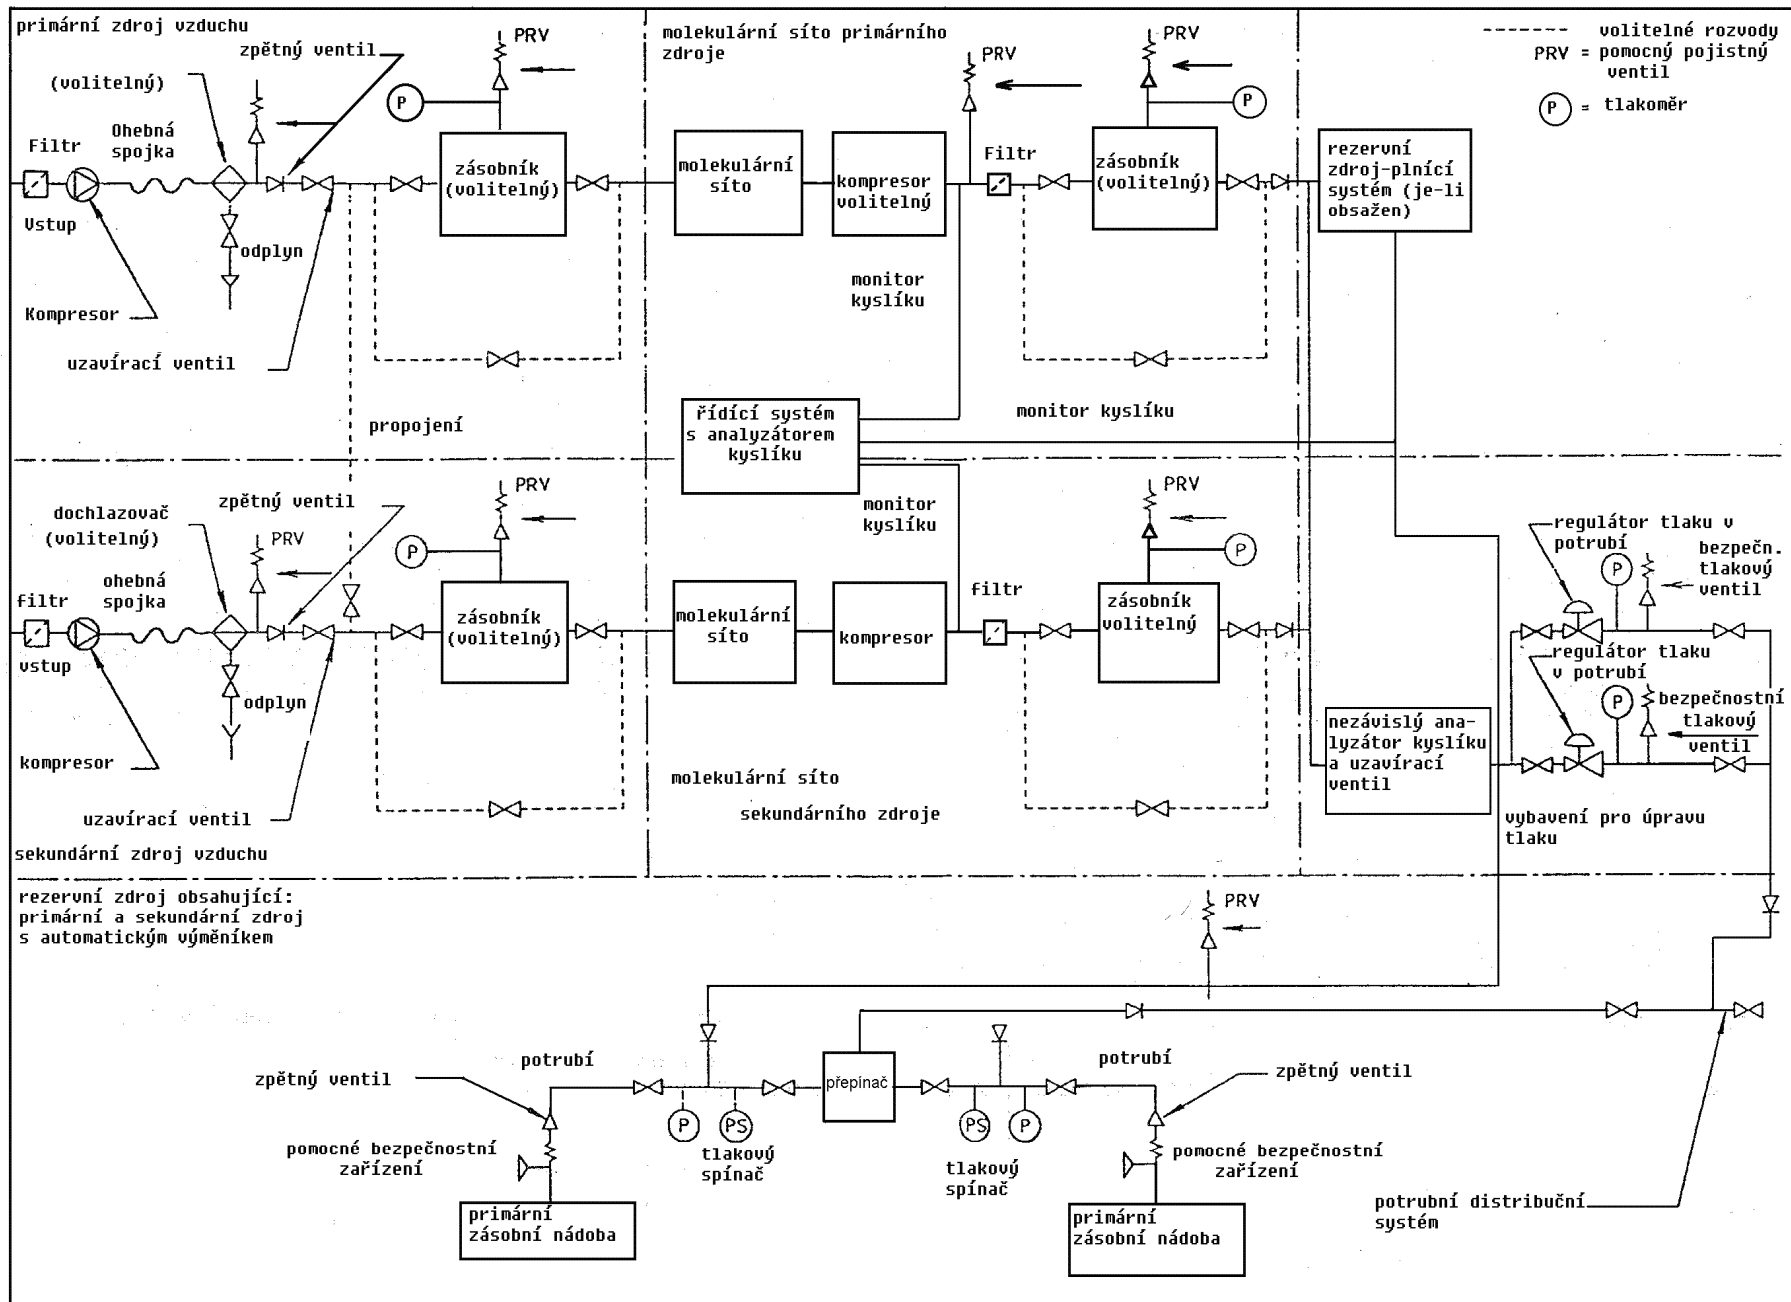 primární zdroj vzduchu
zpětný ventil
(volitelný)
PRV
molekulární síto primárního
zdroje
PRV
PRV
volitelné rozvody
PRV = pomocný pojistný
ventil
P = tlakoměr
P
P
Filtr
Ohebná
spojka
zásobník
(volitelný)
molekulární
síto
kompresor
volitelný
Filtr
zásobník
(volitelný)
rezervní
zdroj-plnící
systém (je-li
obsažen)
Vstup
odplyn
monitor
kyslíku
Kompresor
uzavírací ventil
propojení
řídící systém
s analyzátorem
kyslíku
monitor kyslíku
dochlazovač
(volitelný)
zpětný ventil
PRV
PRV
P
monitor
kyslíku
PRV
P
regulátor tlaku v
potrubí
bezpečn.
tlakový
ventil
P
filtr
ohebná
spojka
zásobník
(volitelný)
molekulární
síto
kompresor
filtr
zásobník
volitelný
vstup
odplyn
regulátor tlaku
v potrubí
P
bezpečnostní
tlakový
ventil
nezávislý ana-
lyzátor kyslíku
a uzavírací
ventil
kompresor
uzavírací ventil
molekulární síto
sekundárního zdroje
vybavení pro úpravu
tlaku
sekundární zdroj vzduchu
rezervní zdroj obsahující:
primární a sekundární zdroj
s automatickým výměníkem
PRV
potrubí
přepínač
potrubí
zpětný ventil
zpětný ventil
P
PS
PS
P
pomocné bezpečnostní
zařízení
tlakový
spínač
tlakový
spínač
pomocné bezpečnostní
zařízení
primární
zásobní nádoba
primární
zásobní nádoba
potrubní distribuční
systém